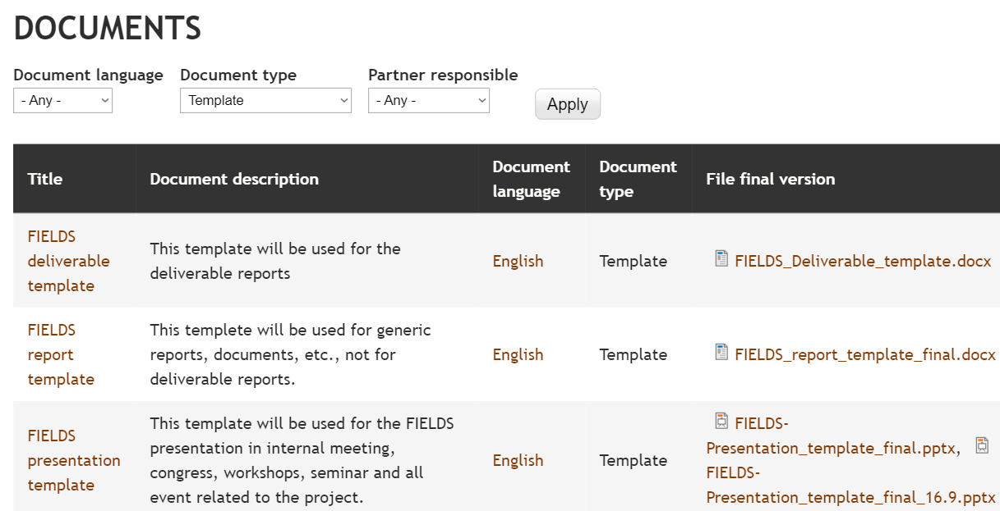 DOCUMENTS
Document language Document type Partner responsible
- Any - Template - Any - Apply
Title Document description Document language Document type File final version
FIELDS deliverable template
This template will be used for the
deliverable reports
English
Template
FIELDS_Deliverable_template.docx
FIELDS
report
template
This templete will be used for generic
reports, documents, etc., not for
deliverable reports.
English
Template
FIELDS_report_template_final.docx
FIELDS
presentation
template
This template will be used for the FIELDS
presentation in internal meeting,
congress, workshops, seminar and all
event related to the project.
English
Template
FIELDS-
Presentation_template_final.pptx,
FIELDS-
Presentation_template_final_16.9.pptx